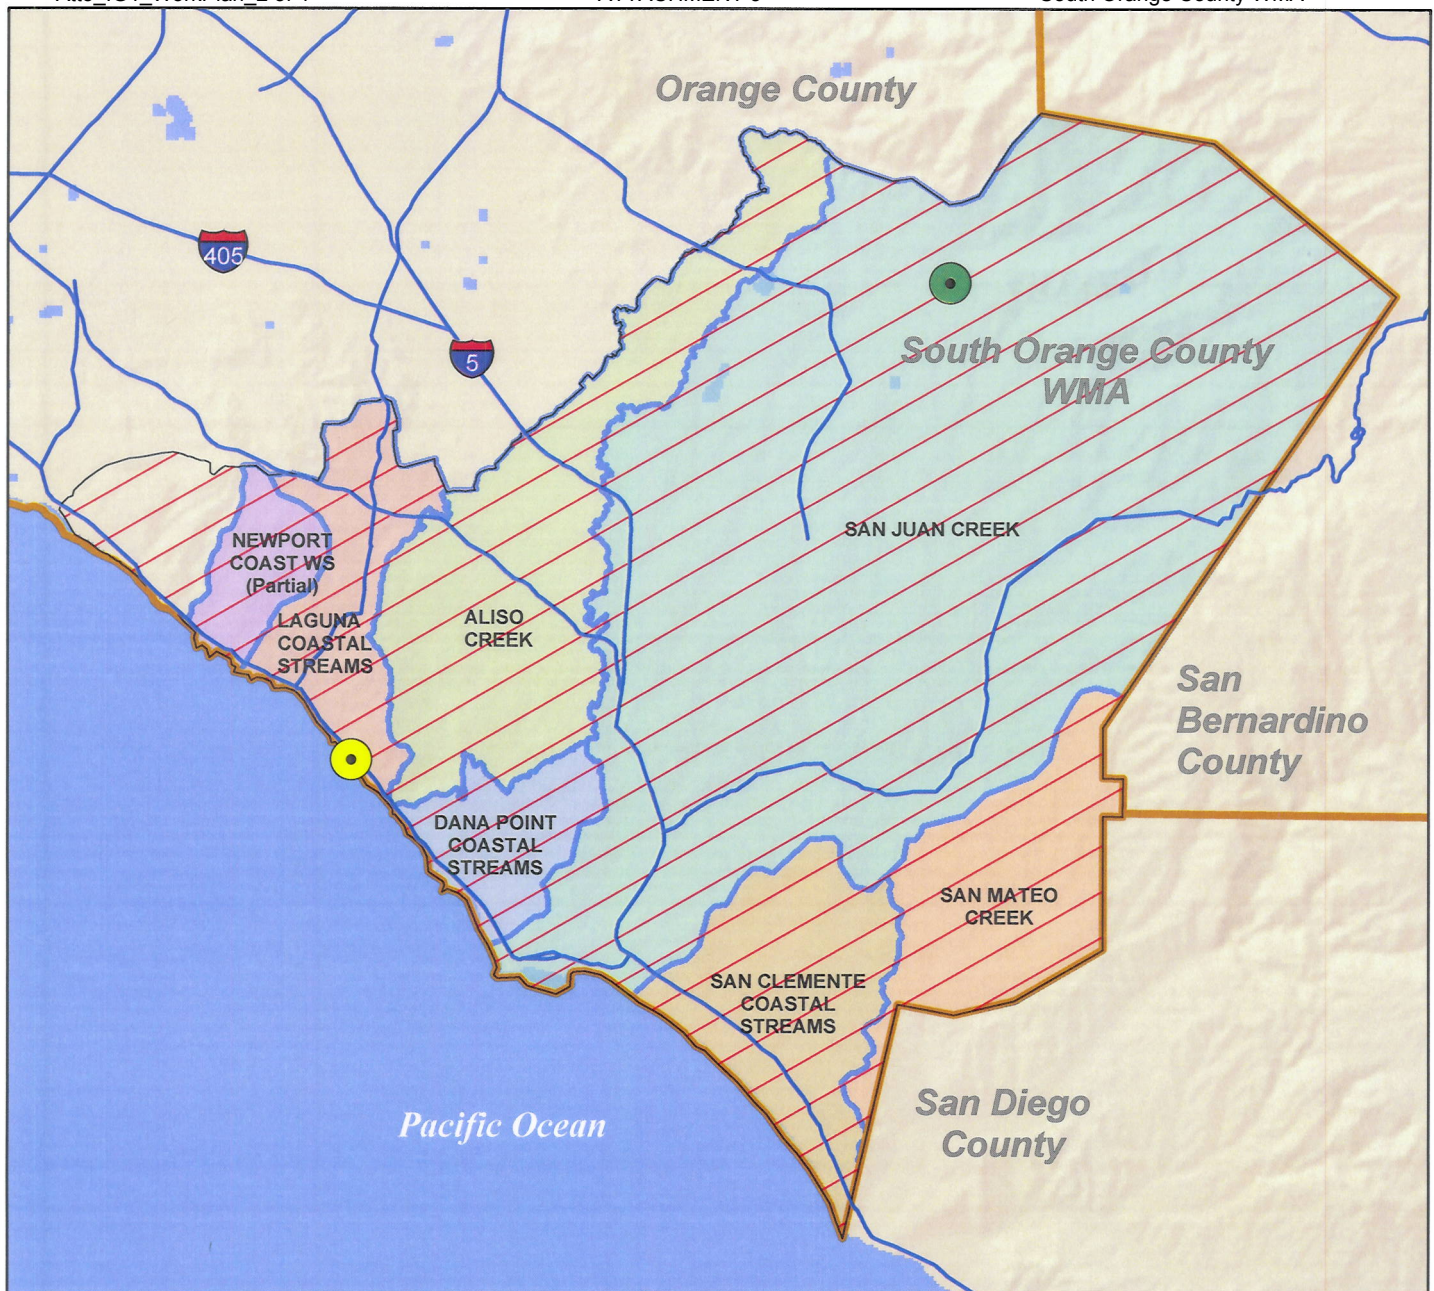 Orange County
405
5
South Orange County
WMA
SAN JUAN CREEK
NEWPORT
COAST WS
(Partial)
LAGUNA
COASTAL
STREAMS
ALISO
CREEK
San
Bernardino
County
DANA POINT
COASTAL
STREAMS
SAN MATEO
CREEK
SAN CLEMENTE
COASTAL
STREAMS
Pacific Ocean
San Diego
County